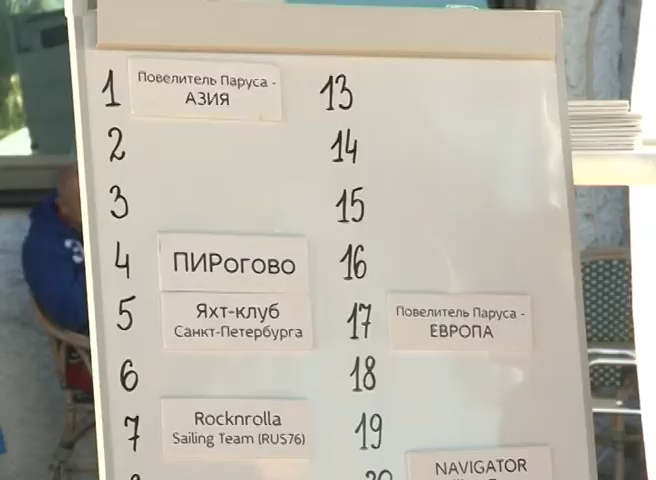 1 Повелитель Паруса -
АЗИЯ
2
3
4 ПИРогово
5 Яхт-клуб
Санкт-Петербурга
6
7 Rocknrolla
Sailing Team (RUS76)
13
14
15
16
17 Повелитель Паруса -
ЕВРОПА
18
19
20 NAVIGATOR